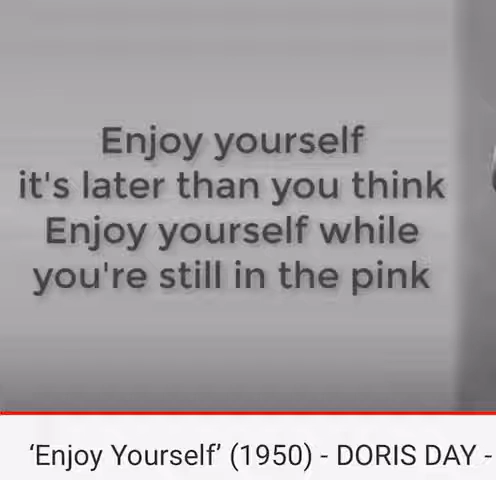 Enjoy yourself
it's later than you think
Enjoy yourself while
you're still in the pink
‘Enjoy Yourself’ (1950) - DORIS DAY -